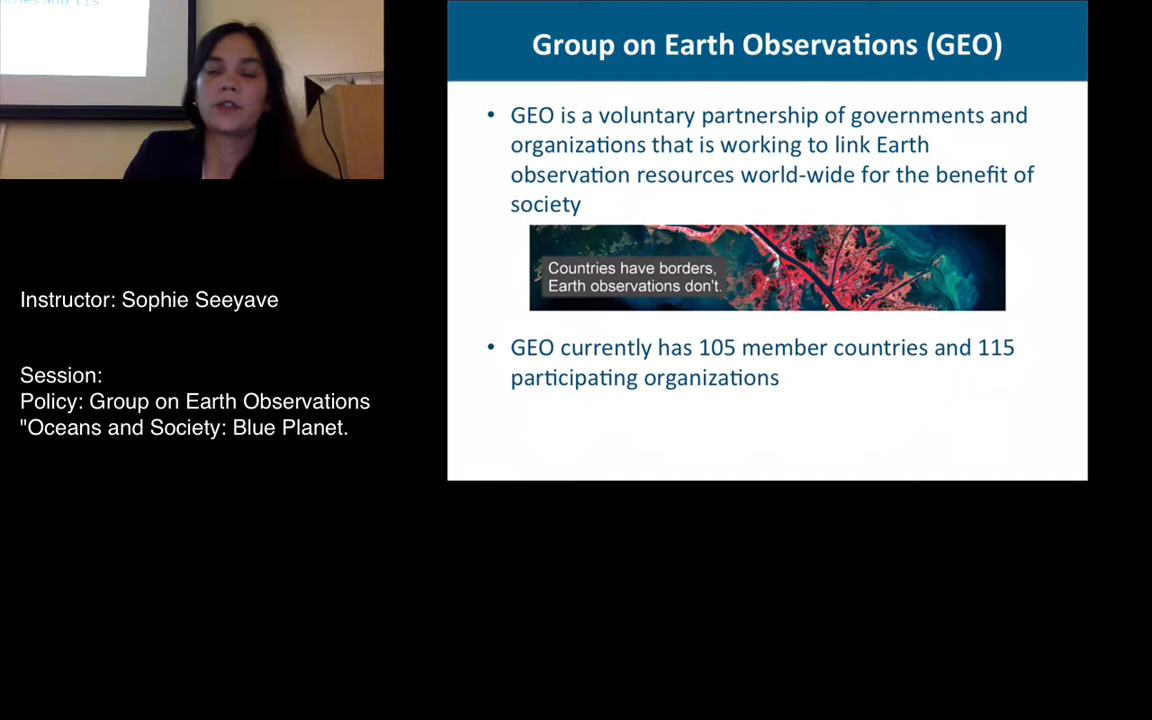 ries and 115
Group on Earth Observations (GEO)
• GEO is a voluntary partnership of governments and
organizations that is working to link Earth
observation resources world-wide for the benefit of
society
Countries have borders,
Earth observations don't.
• GEO currently has 105 member countries and 115
participating organizations
Instructor: Sophie Seeyave
Session:
Policy: Group on Earth Observations
"Oceans and Society: Blue Planet.